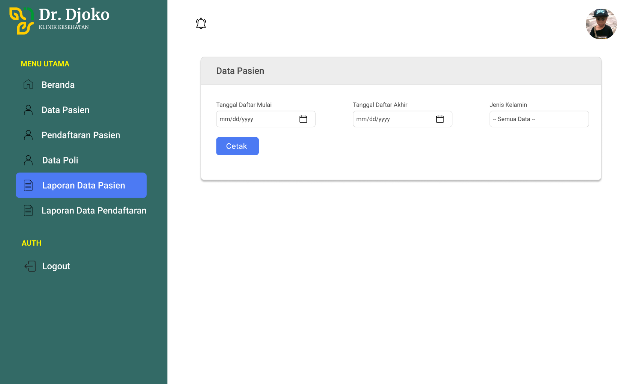 Dr. Djoko
KLINIK KESEHATAN
MENU UTAMA
Beranda
Data Pasien
Pendaftaran Pasien
Data Poli
Laporan Data Pasien
Laporan Data Pendaftaran
AUTH
Logout
Data Pasien
Tanggal Daftar Mulai
Tanggal Daftar Akhir
Jenis Kelamin
mm/dd/yyyy
mm/dd/yyyy
-- Semua Data --
Cetak